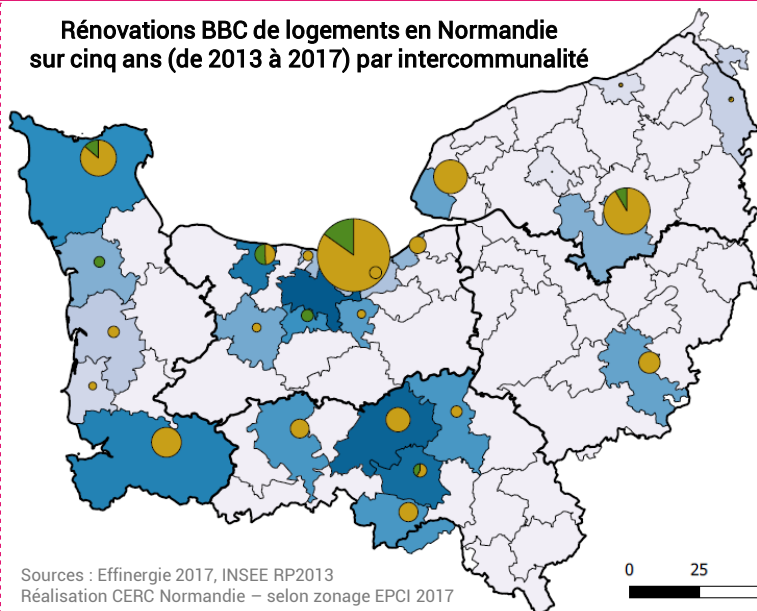 Rénovations BBC de logements en Normandie
sur cinq ans (de 2013 à 2017) par intercommunalité
Sources : Effinergie 2017, INSEE RP2013
Réalisation CERC Normandie – selon zonage EPCI 2017
0 25